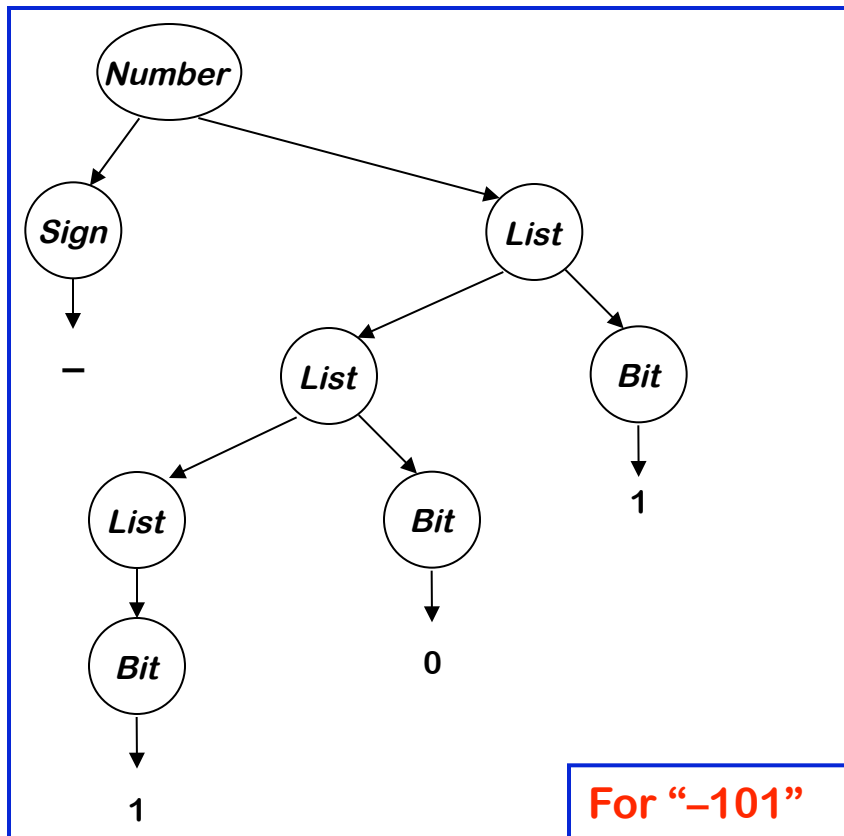 Number
Sign
List
–
List
Bit
List
Bit
1
Bit
0
1
For “–101”